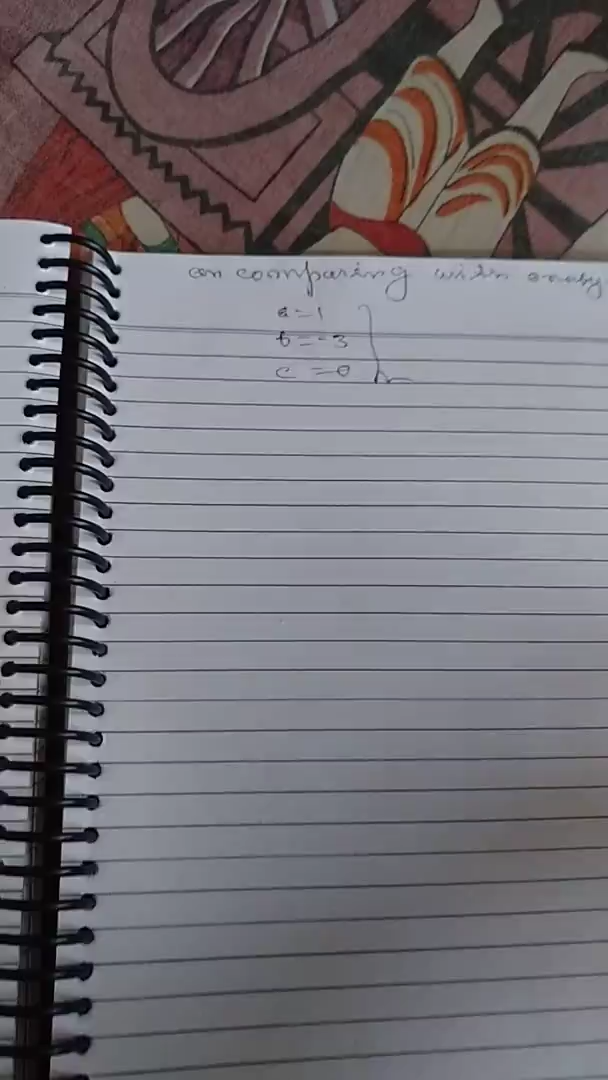 on comparing with
a=1
b=-3
c=0